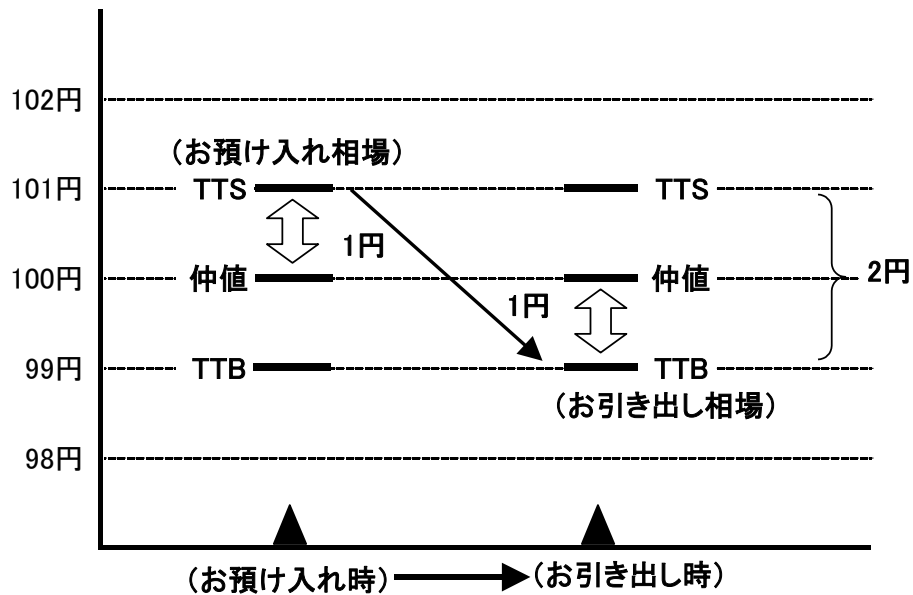 102円
(お預け入れ相場)
101円 TTS TTS
1円
100円 仲値 仲値 2円
1円
99円 TTB TTB
(お引き出し相場)
98円
(お預け入れ時) (お引き出し時)